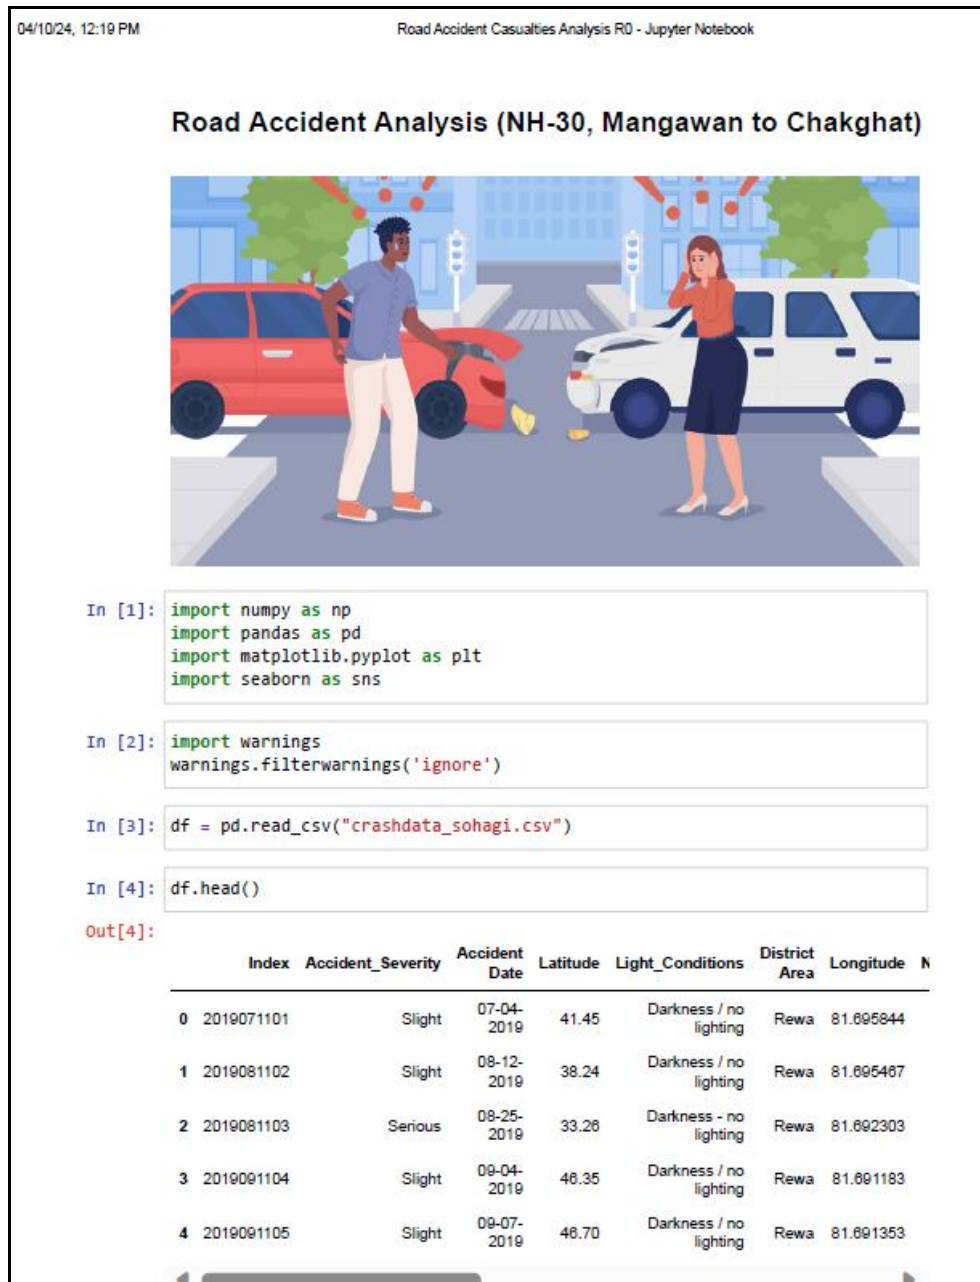 04/10/24, 12:19 PM Road Accident Casualties Analysis R0 - Jupyter Notebook
Road Accident Analysis (NH-30, Mangawan to Chakghat)
In [1]: import numpy as np
import pandas as pd
import matplotlib.pyplot as plt
import seaborn as sns
In [2]: import warnings
warnings.filterwarnings('ignore')
In [3]: df = pd.read_csv("crashdata_sohagi.csv")
In [4]: df.head()
Out[4]:
Index Accident_Severity Accident Date Latitude Light_Conditions District Area Longitude N
0 2019071101 Slight 07-04-2019 41.45 Darkness / no lighting Rewa 81.695844
1 2019081102 Slight 08-12-2019 38.24 Darkness / no lighting Rewa 81.695467
2 2019081103 Serious 08-25-2019 33.26 Darkness - no lighting Rewa 81.692303
3 2019091104 Slight 09-04-2019 46.35 Darkness / no lighting Rewa 81.691183
4 2019091105 Slight 09-07-2019 46.70 Darkness / no lighting Rewa 81.691353